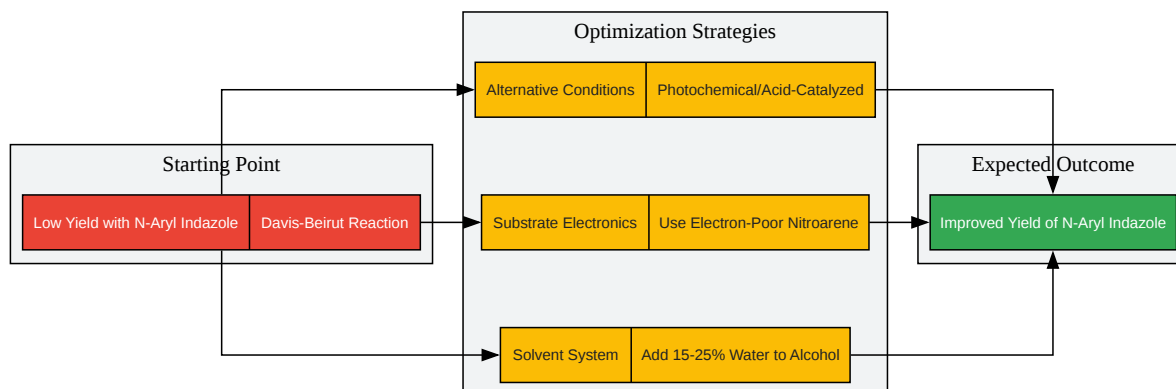 Optimization Strategies
Alternative Conditions
Photochemical/Acid-Catalyzed
Starting Point
Low Yield with N-Aryl Indazole
Davis-Beirut Reaction
Substrate Electronics
Use Electron-Poor Nitroarene
Expected Outcome
Improved Yield of N-Aryl Indazole
Solvent System
Add 15-25% Water to Alcohol